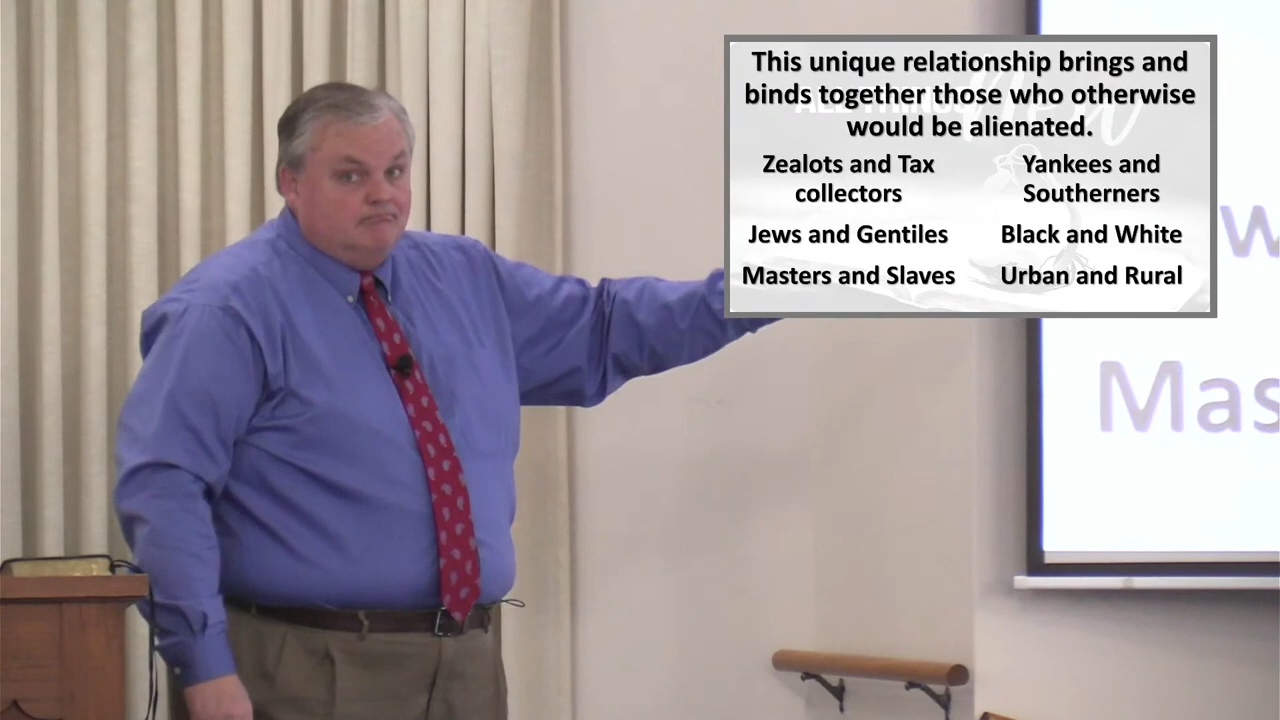 This unique relationship brings and
binds together those who otherwise
would be alienated.
Zealots and Tax
collectors
Yankees and
Southerners
Jews and Gentiles
Black and White
Masters and Slaves
Urban and Rural
w
Mas